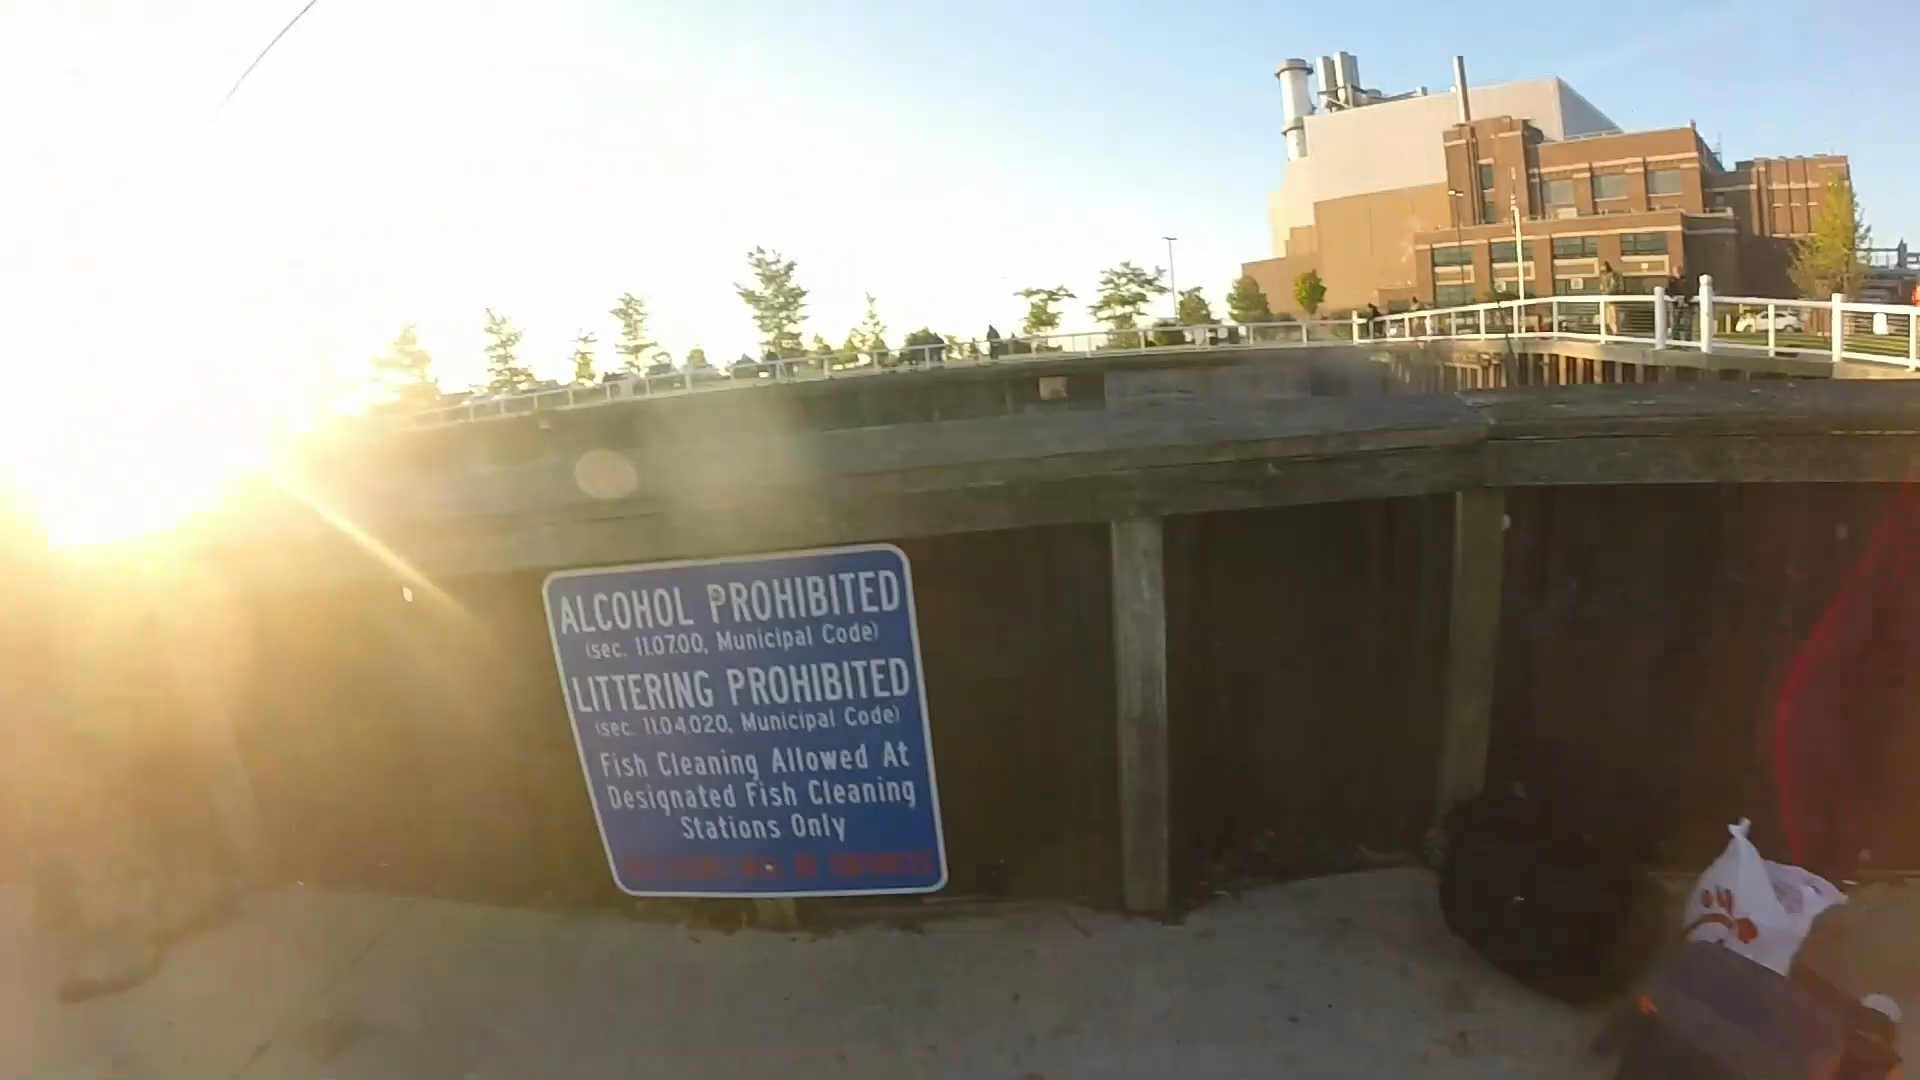 ALCOHOL PROHIBITED
(sec. 11.07.00, Municipal Code)
LITTERING PROHIBITED
(sec. 11.04.020, Municipal Code)
Fish Cleaning Allowed At
Designated Fish Cleaning
Stations Only